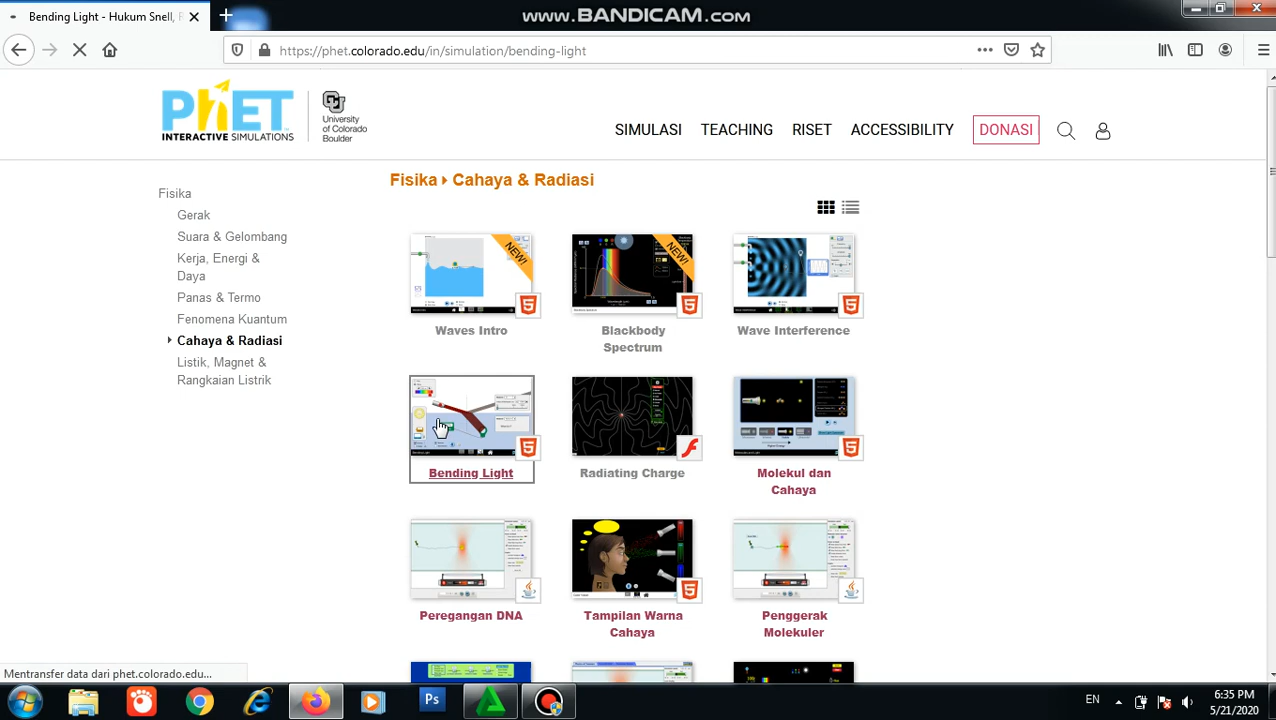 Bending Light - Hukum Snell, R
WWW.BANDICAM.COM
https://phet.colorado.edu/in/simulation/bending-light
PhET
INTERACTIVE SIMULATIONS
University
of Colorado
Boulder
SIMULASI
TEACHING
RISET
ACCESSIBILITY
DONASI
Fisika
Gerak
Suara & Gelombang
Kerja, Energi &
Daya
Panas & Termo
Fenomena Kuantum
Cahaya & Radiasi
Listik, Magnet &
Rangkaian Listrik
Fisika Cahaya & Radiasi
NEW!
NEW!
Waves Intro
Blackbody
Spectrum
Wave Interference
Bending Light
Radiating Charge
Molekul dan
Cahaya
Peregangan DNA
Tampilan Warna
Cahaya
Penggerak
Molekuler
Mentransfer data dari phet.colorado.edu...
Ps
EN
6:35 PM
5/21/2020